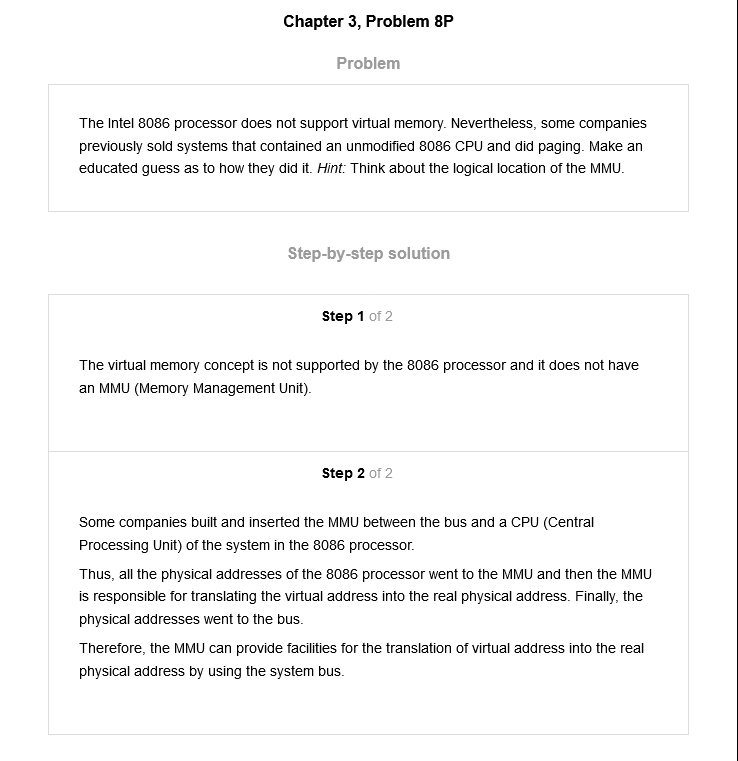 Chapter 3, Problem 8P
Problem
The Intel 8086 processor does not support virtual memory. Nevertheless, some companies
previously sold systems that contained an unmodified 8086 CPU and did paging. Make an
educated guess as to how they did it. Hint: Think about the logical location of the MMU.
Step-by-step solution
Step 1 of 2
The virtual memory concept is not supported by the 8086 processor and it does not have
an MMU (Memory Management Unit).
Step 2 of 2
Some companies built and inserted the MMU between the bus and a CPU (Central
Processing Unit) of the system in the 8086 processor.
Thus, all the physical addresses of the 8086 processor went to the MMU and then the MMU
is responsible for translating the virtual address into the real physical address. Finally, the
physical addresses went to the bus.
Therefore, the MMU can provide facilities for the translation of virtual address into the real
physical address by using the system bus.